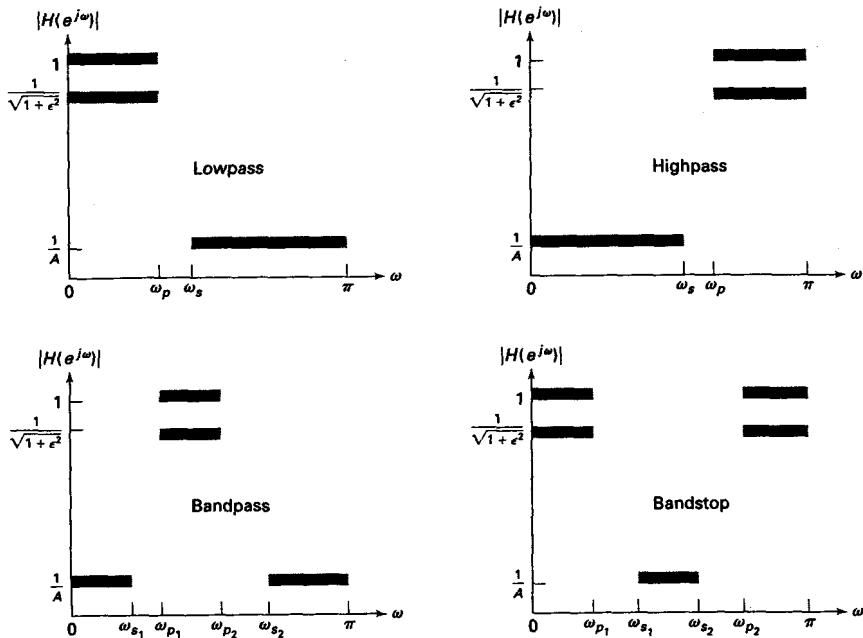 |H(e^{jω})|
1
1/√(1 + ε²)
Lowpass
1/A
0 ω_p ω_s π ω
|H(e^{jω})|
1
1/√(1 + ε²)
Highpass
1/A
0 ω_s ω_p π ω
|H(e^{jω})|
1
1/√(1 + ε²)
Bandpass
1/A
0 ω_{s1} ω_{p1} ω_{p2} ω_{s2} π ω
|H(e^{jω})|
1
1/√(1 + ε²)
Bandstop
1/A
0 ω_{p1} ω_{s1} ω_{s2} ω_{p2} π ω